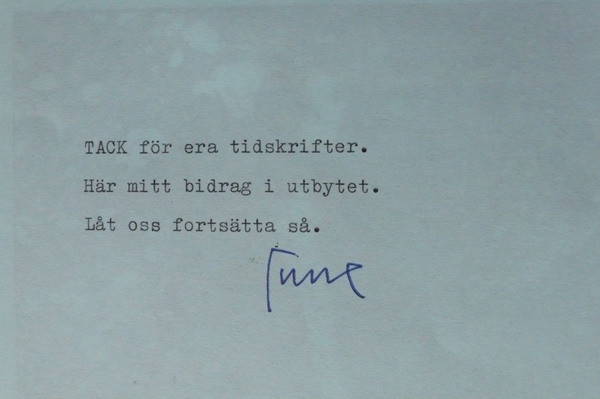 TACK för era tidskrifter.
Här mitt bidrag i utbytet.
Låt oss fortsätta så.